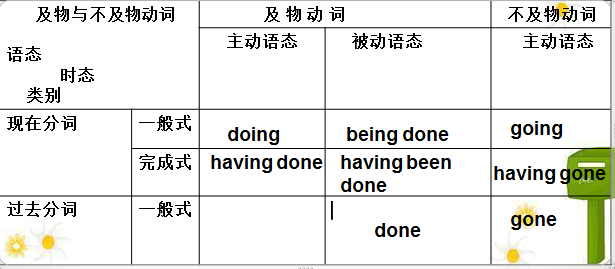 及物与不及物动词 及 物 动 词 不及物动词
语态 主动语态 被动语态 主动语态
时态
类别
现在分词 一般式 doing being done going
完成式 having done having been done having gone
过去分词 一般式 done gone